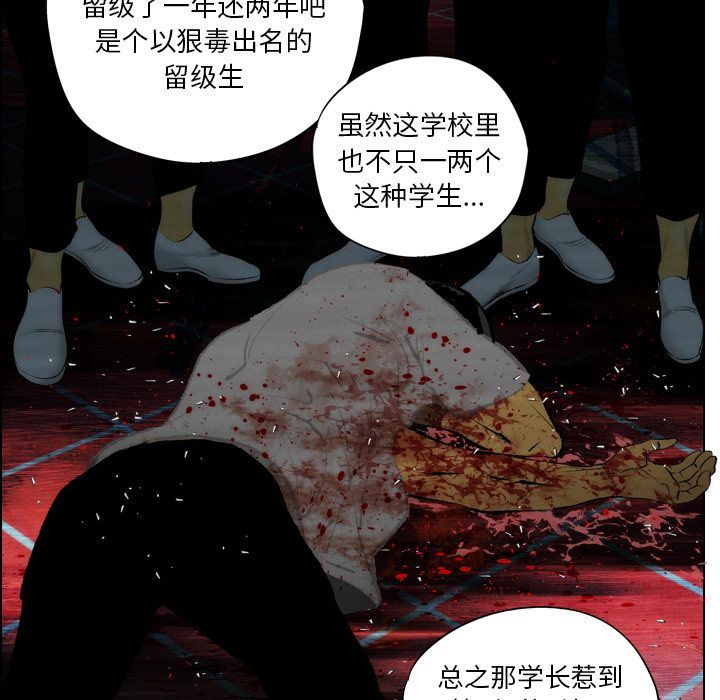 留级了一年还两年吧
是个以狠毒出名的
留级生
虽然这学校里
也不只一两个
这种学生...
总之那学长惹到